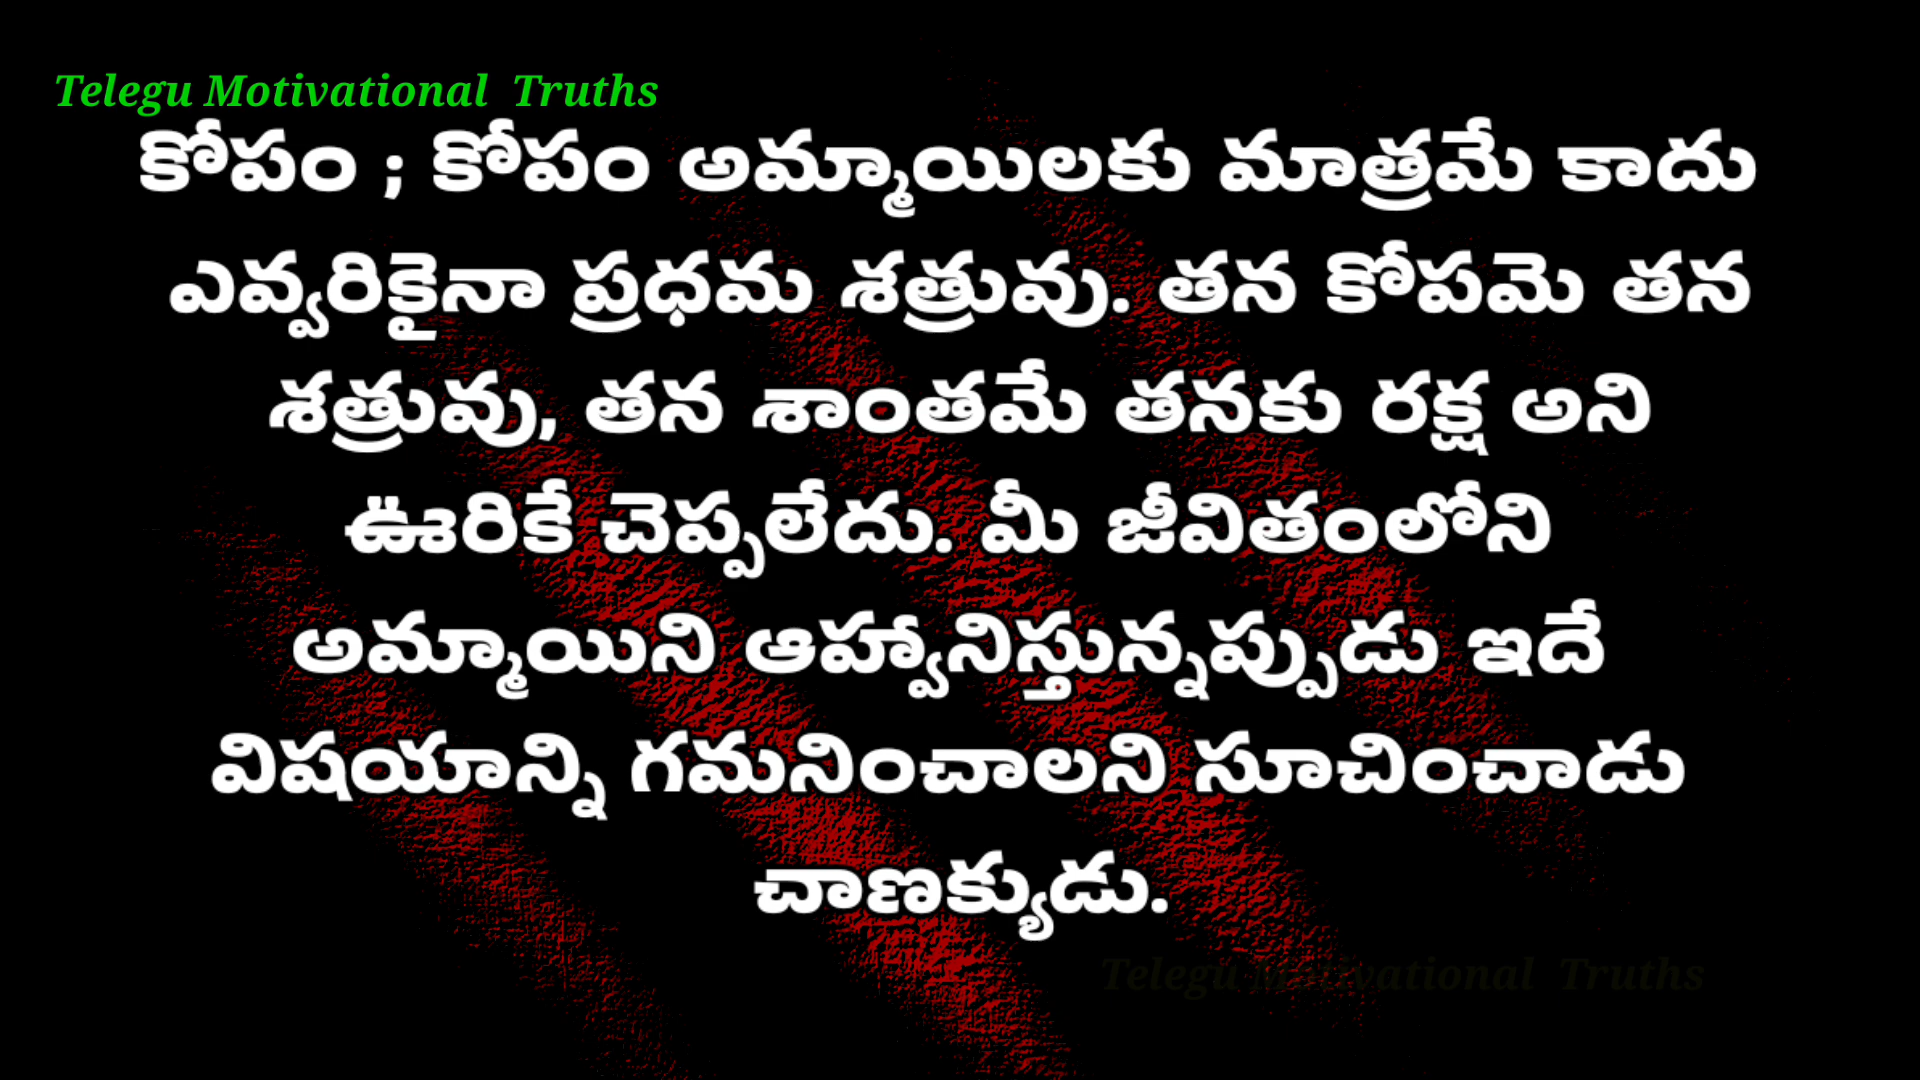 Telegu Motivational Truths
కోపం ; కోపం అమ్మాయిలకు మాత్రమే కాదు
ఎవ్వరికైనా ప్రధమ శత్రువు. తన కోపమె తన
శత్రువు, తన శాంతమే తనకు రక్ష అని
ఊరికే చెప్పలేదు. మీ జీవితంలోని
అమ్మాయిని ఆహ్వానిస్తున్నప్పుడు ఇదే
విషయాన్ని గమనించాలని సూచించాడు
చాణక్యుడు.
Telegu Motivational Truths